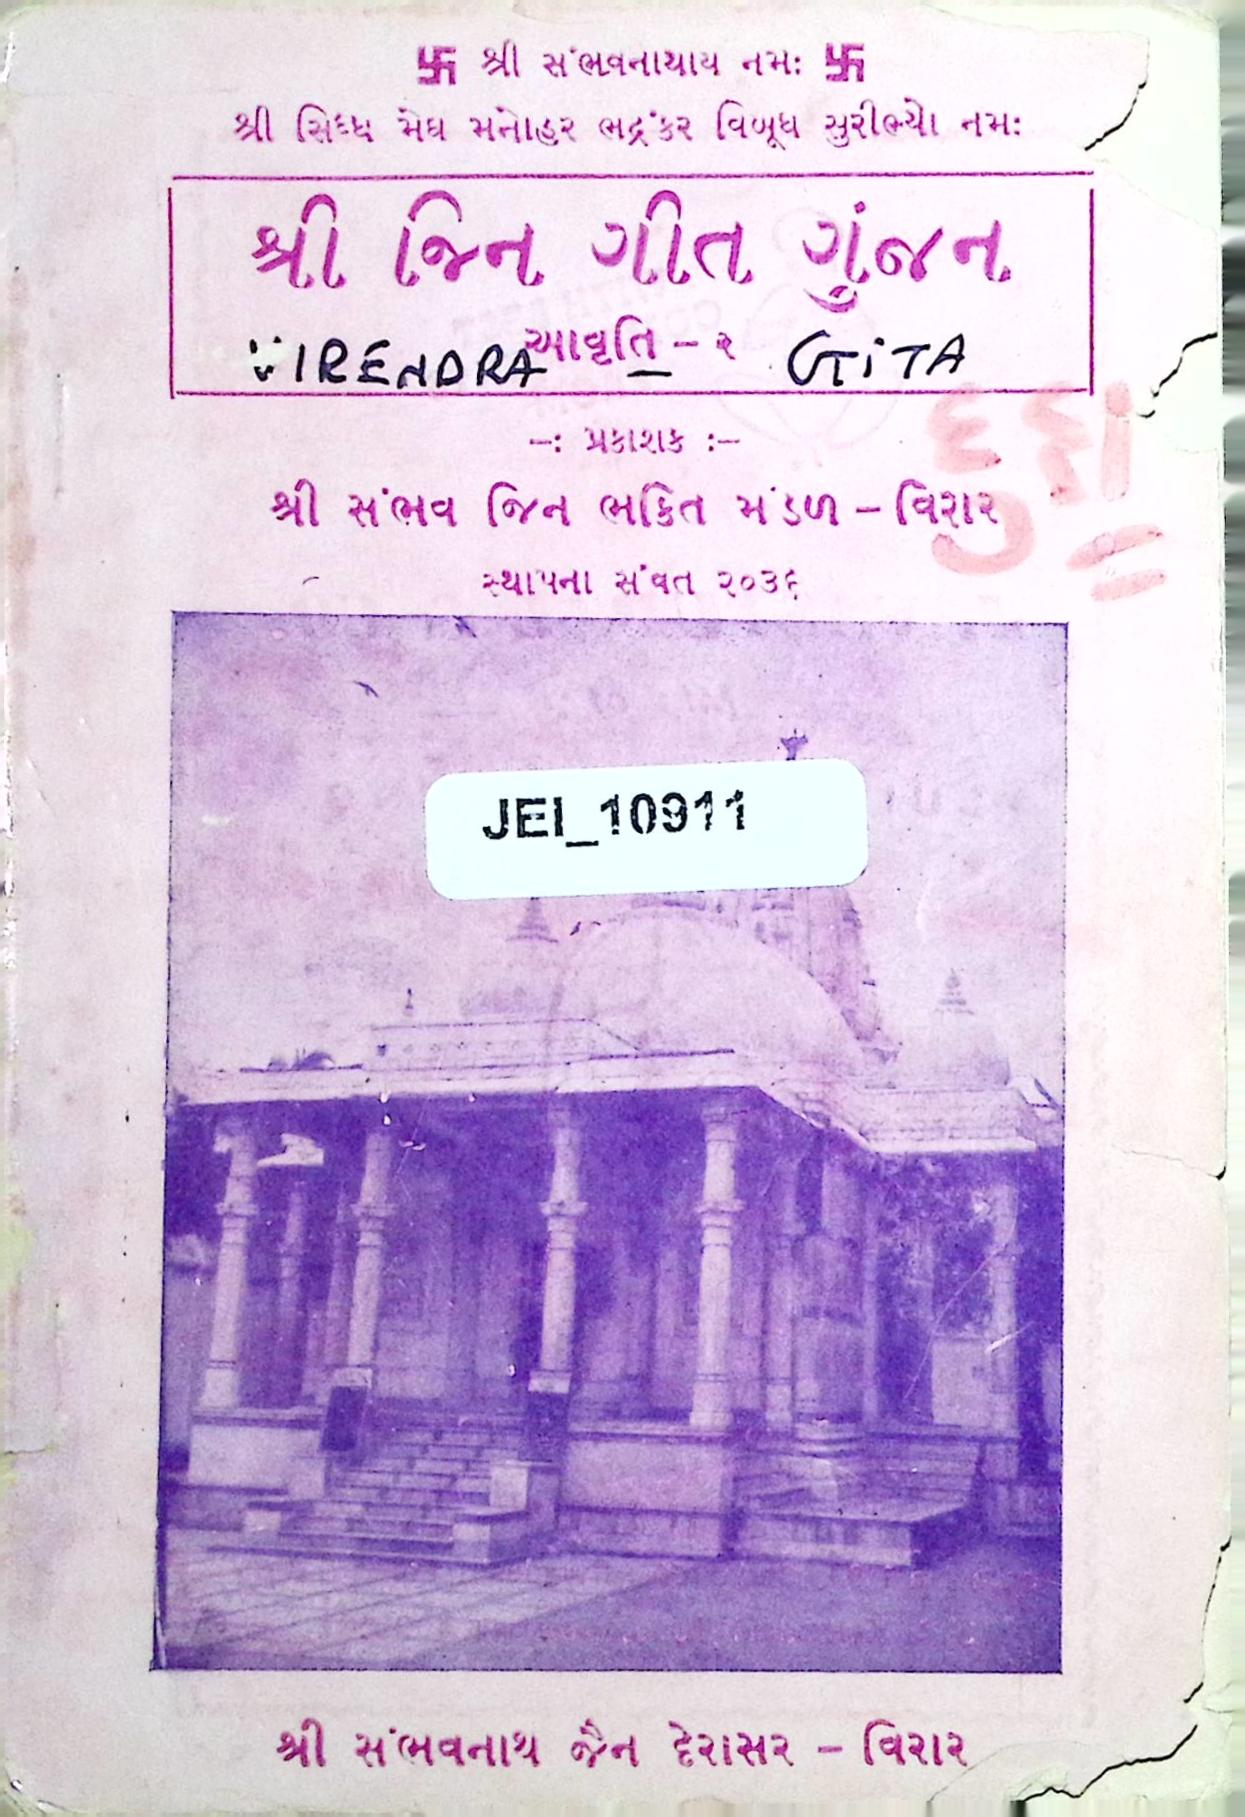 卐 શ્રી સંભવનાથાય નમઃ 卐
શ્રી સિધ્ધ મેઘ મનોહર ભદ્રંકર વિબૂધ સુરીભ્યો નમઃ
શ્રી જિન ગીત ગુંજન
આવૃતિ – ૨
VIRENDRA GITA
–: પ્રકાશક :–
શ્રી સંભવ જિન ભકિત મંડળ – વિરાર
સ્થાપના સંવત ૨૦૩૬
JEI_10911
શ્રી સંભવનાથ જૈન દેરાસર – વિરાર